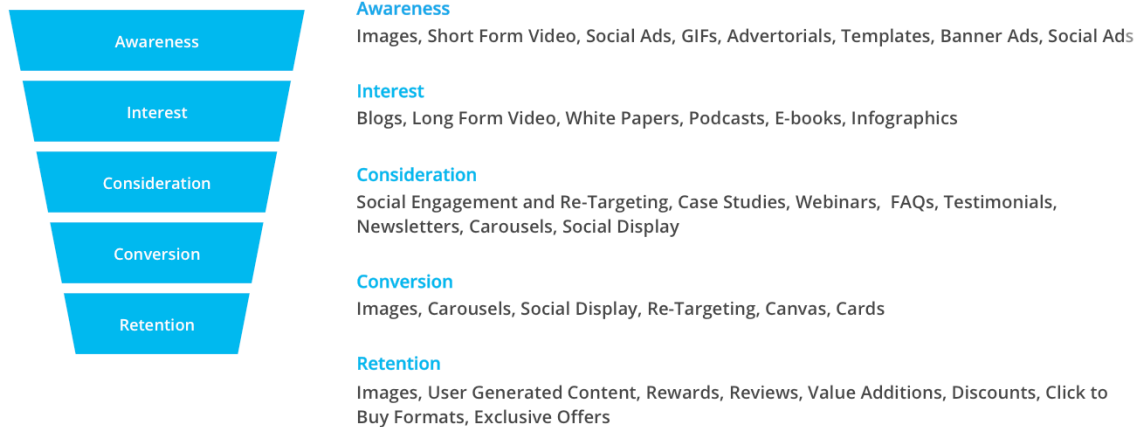 Awareness
Interest
Consideration
Conversion
Retention
Awareness
Images, Short Form Video, Social Ads, GIFs, Advertorials, Templates, Banner Ads, Social Ads
Interest
Blogs, Long Form Video, White Papers, Podcasts, E-books, Infographics
Consideration
Social Engagement and Re-Targeting, Case Studies, Webinars,  FAQs, Testimonials,
Newsletters, Carousels, Social Display
Conversion
Images, Carousels, Social Display, Re-Targeting, Canvas, Cards
Retention
Images, User Generated Content, Rewards, Reviews, Value Additions, Discounts, Click to
Buy Formats, Exclusive Offers